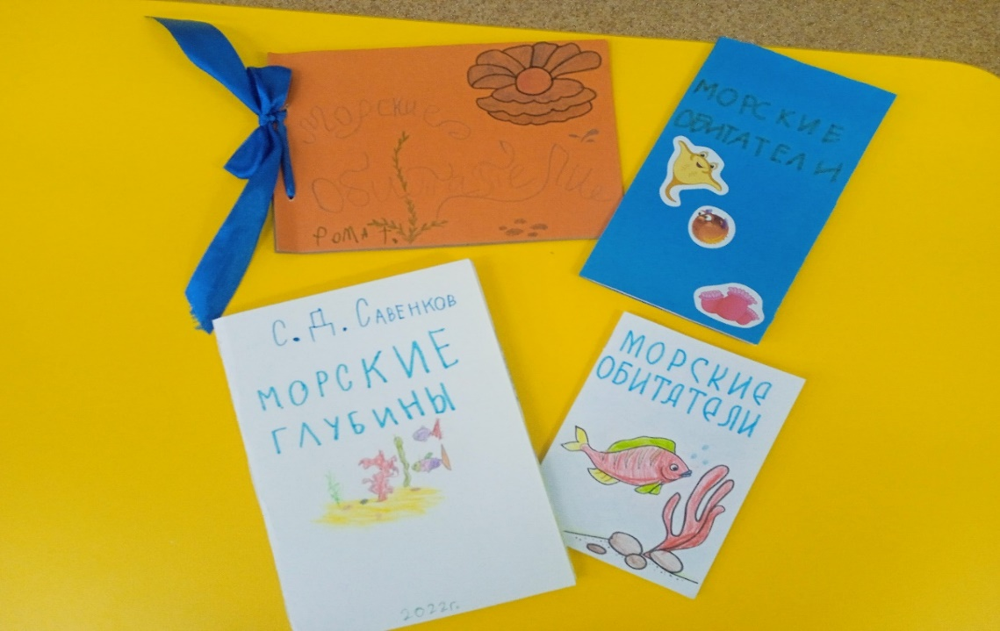 Морские
Обитатели
Рома Т.
МОРСКИЕ
ОБИТАТЕЛИ
С. Д. САВЕНКОВ
МОРСКИЕ
ГЛУБИНЫ
2022г.
МОРСКИЕ
ОБИТАТЕЛИ